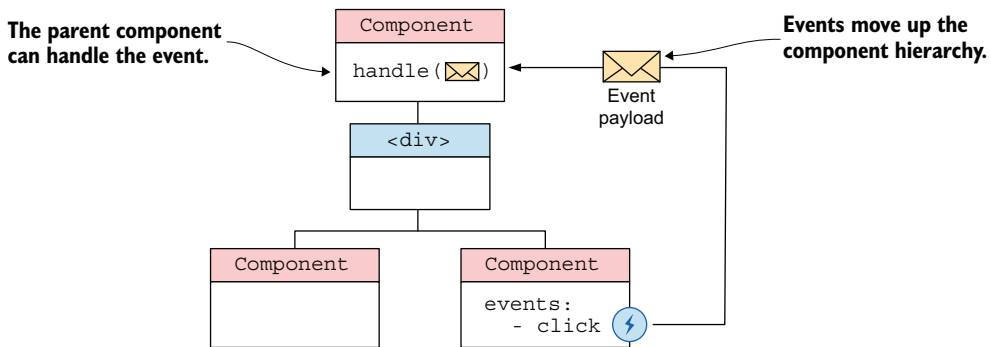 The parent component
can handle the event.
Component
handle( )
Events move up the
component hierarchy.
Event
payload
<div>
Component
Component
events:
- click